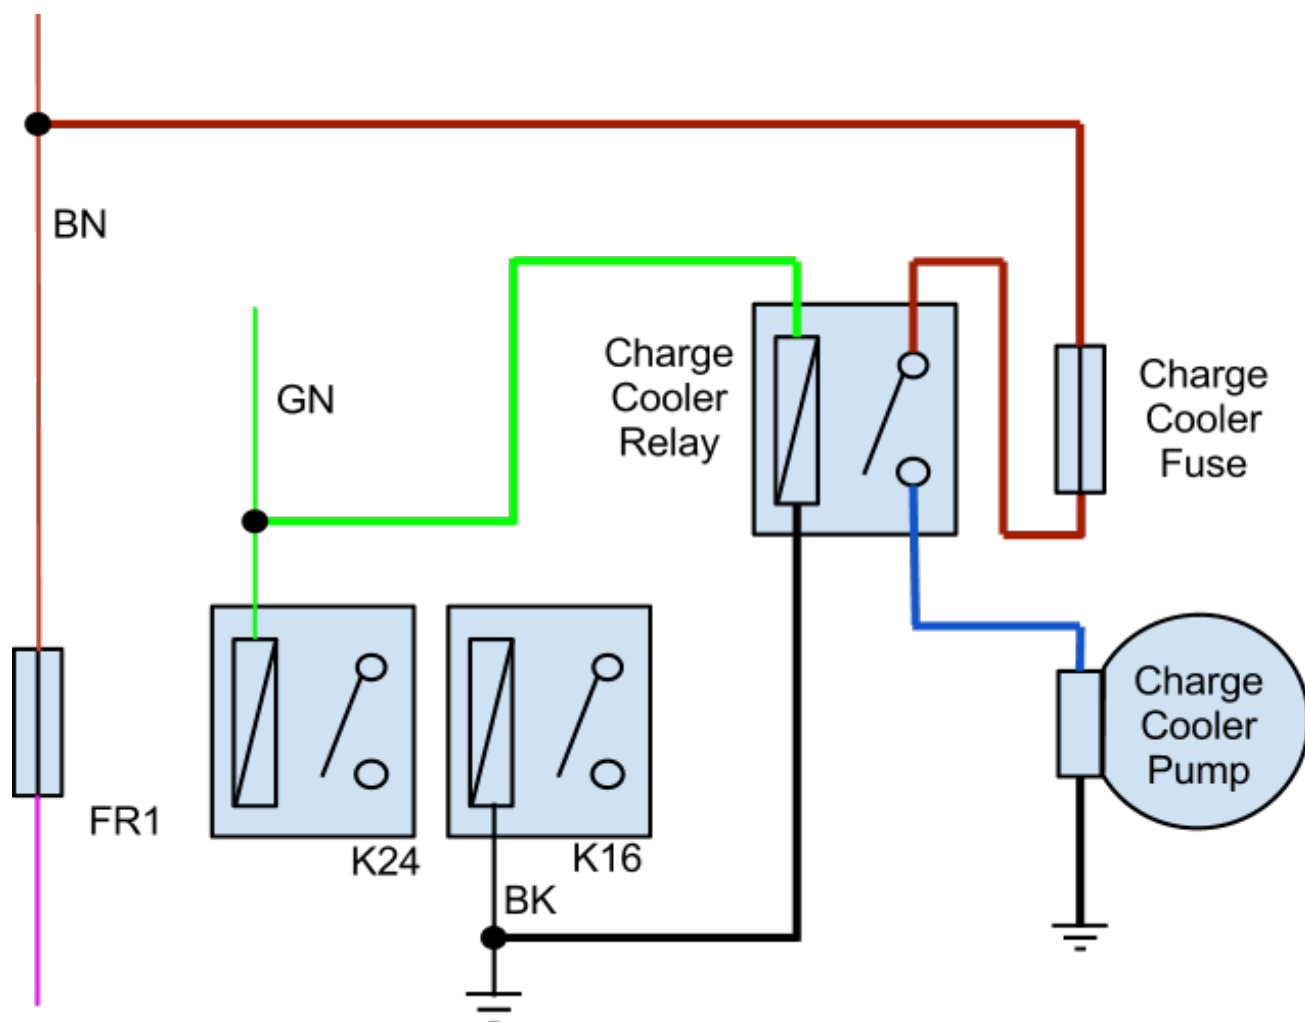 BN
GN
Charge
Cooler
Relay
Charge
Cooler
Fuse
Charge
Cooler
Pump
FR1
K24
K16
BK